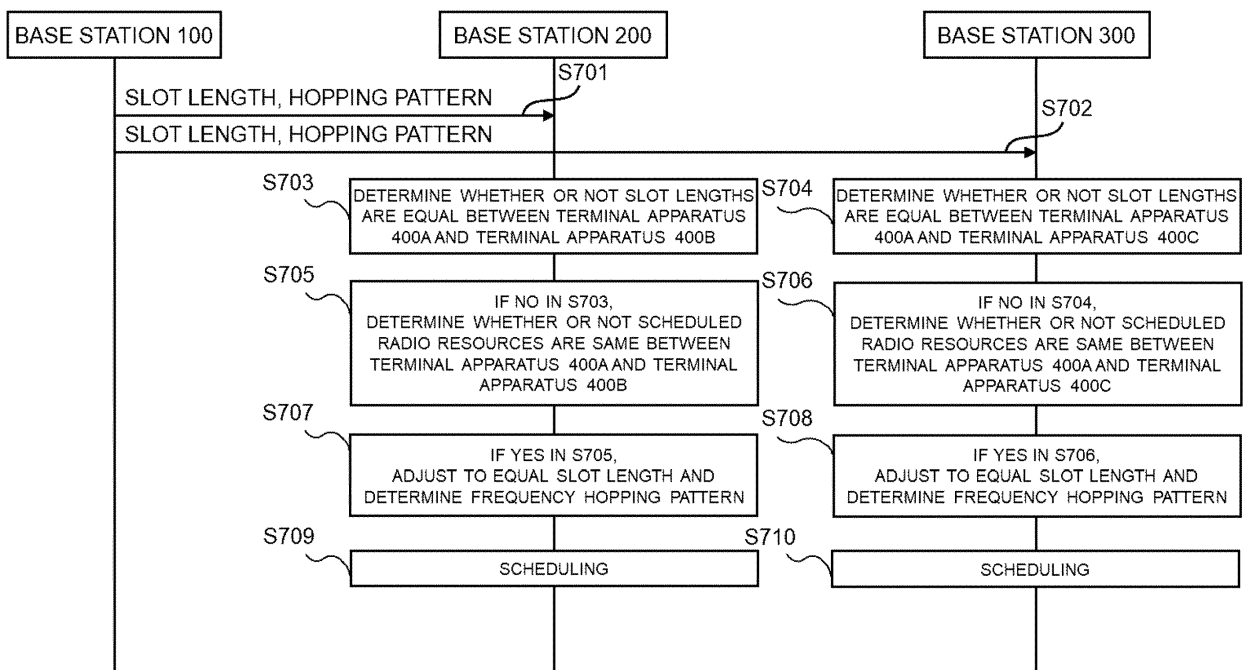 BASE STATION 100
BASE STATION 200
BASE STATION 300
S701
SLOT LENGTH, HOPPING PATTERN
S702
SLOT LENGTH, HOPPING PATTERN
S703
DETERMINE WHETHER OR NOT SLOT LENGTHS
ARE EQUAL BETWEEN TERMINAL APPARATUS
400A AND TERMINAL APPARATUS 400B
S704
DETERMINE WHETHER OR NOT SLOT LENGTHS
ARE EQUAL BETWEEN TERMINAL APPARATUS
400A AND TERMINAL APPARATUS 400C
S705
IF NO IN S703,
DETERMINE WHETHER OR NOT SCHEDULED
RADIO RESOURCES ARE SAME BETWEEN
TERMINAL APPARATUS 400A AND TERMINAL
APPARATUS 400B
S706
IF NO IN S704,
DETERMINE WHETHER OR NOT SCHEDULED
RADIO RESOURCES ARE SAME BETWEEN
TERMINAL APPARATUS 400A AND TERMINAL
APPARATUS 400C
S707
IF YES IN S705,
ADJUST TO EQUAL SLOT LENGTH AND
DETERMINE FREQUENCY HOPPING PATTERN
S708
IF YES IN S706,
ADJUST TO EQUAL SLOT LENGTH AND
DETERMINE FREQUENCY HOPPING PATTERN
S709
SCHEDULING
S710
SCHEDULING